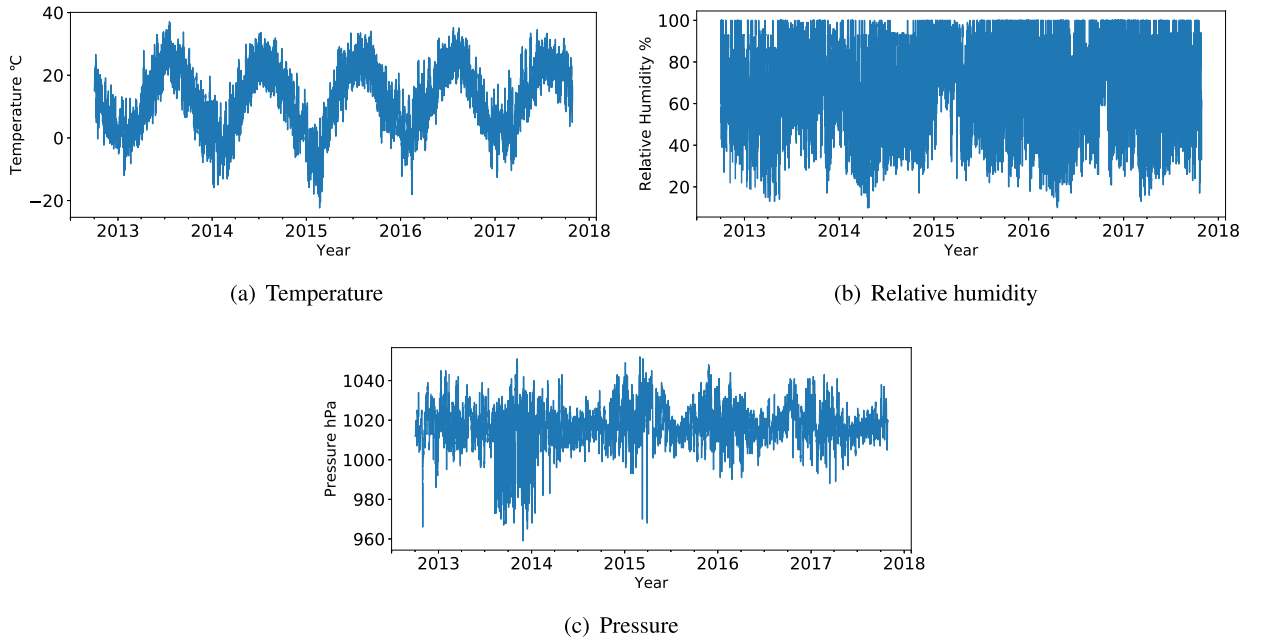 40
20
0
−20
Temperature °C
2013 2014 2015 2016 2017 2018
Year
(a) Temperature
100
80
60
40
20
Relative Humidity %
2013 2014 2015 2016 2017 2018
Year
(b) Relative humidity
1040
1020
1000
980
960
Pressure hPa
2013 2014 2015 2016 2017 2018
Year
(c) Pressure